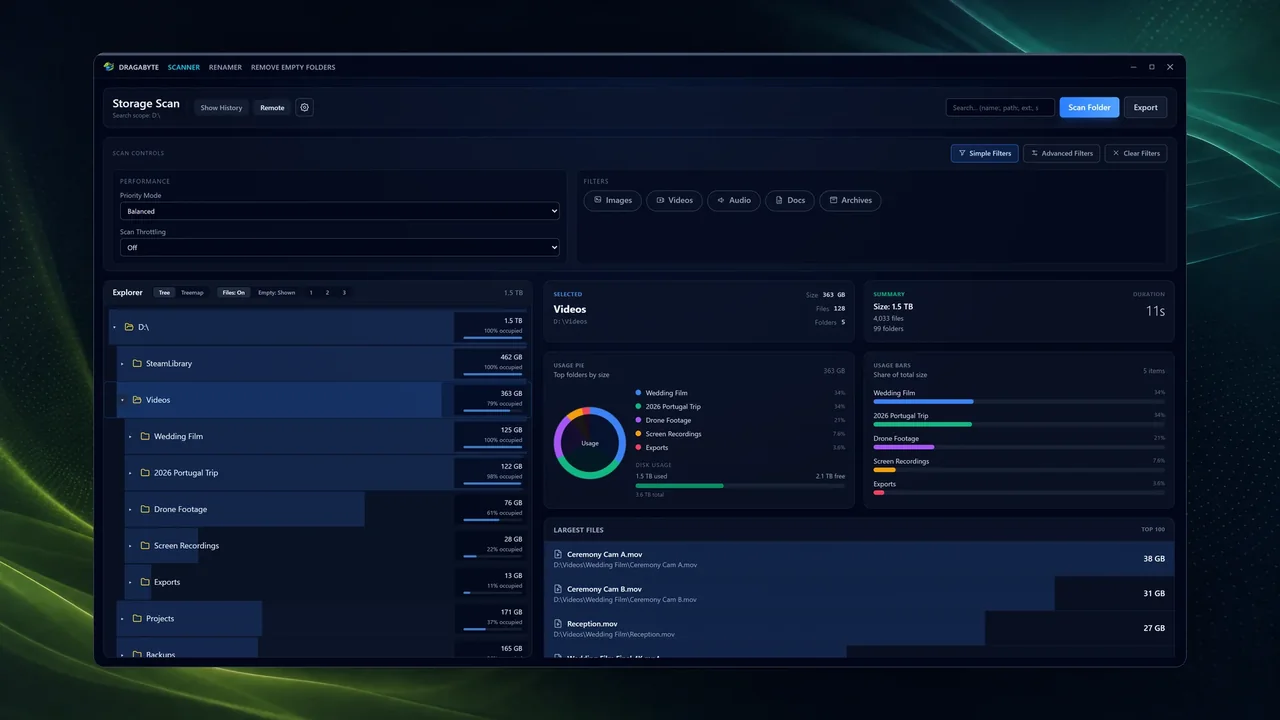 DRAGABYTE SCANNER RENAMER REMOVE EMPTY FOLDERS
Storage Scan
Search scope: D:\
Show History
Remote
Search... (name:, path:, ext:, s
Scan Folder
Export
SCAN CONTROLS
Simple Filters
Advanced Filters
Clear Filters
PERFORMANCE
Priority Mode
Balanced
Scan Throttling
Off
FILTERS
Images
Videos
Audio
Docs
Archives
Explorer
Tree
Treemap
Files: On
Empty: Shown
1
2
3
1.5 TB
D:\
1.5 TB
100% occupied
SteamLibrary
462 GB
100% occupied
Videos
363 GB
79% occupied
Wedding Film
125 GB
100% occupied
2026 Portugal Trip
122 GB
98% occupied
Drone Footage
76 GB
61% occupied
Screen Recordings
28 GB
22% occupied
Exports
13 GB
11% occupied
Projects
171 GB
37% occupied
Backups
165 GB
SELECTED
Videos
D:\Videos
Size 363 GB
Files 128
Folders 5
SUMMARY
Size: 1.5 TB
4,033 files
99 folders
DURATION
11s
USAGE PIE
Top folders by size
363 GB
Usage
Wedding Film 34%
2026 Portugal Trip 34%
Drone Footage 21%
Screen Recordings 7.6%
Exports 3.6%
DISK USAGE
1.5 TB used 2.1 TB free
3.6 TB total
USAGE BARS
Share of total size
5 items
Wedding Film 34%
2026 Portugal Trip 34%
Drone Footage 21%
Screen Recordings 7.6%
Exports 3.6%
LARGEST FILES
TOP 100
Ceremony Cam A.mov
D:\Videos\Wedding Film\Ceremony Cam A.mov
38 GB
Ceremony Cam B.mov
D:\Videos\Wedding Film\Ceremony Cam B.mov
31 GB
Reception.mov
D:\Videos\Wedding Film\Reception.mov
27 GB